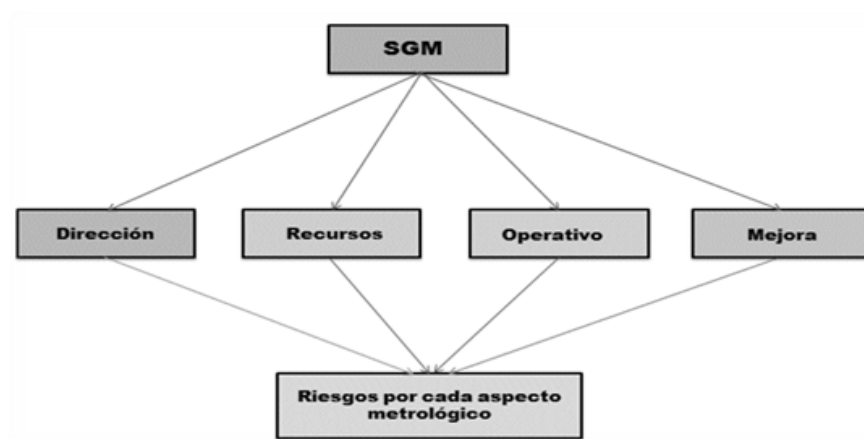 SGM
Dirección
Recursos
Operativo
Mejora
Riesgos por cada aspecto
metrológico